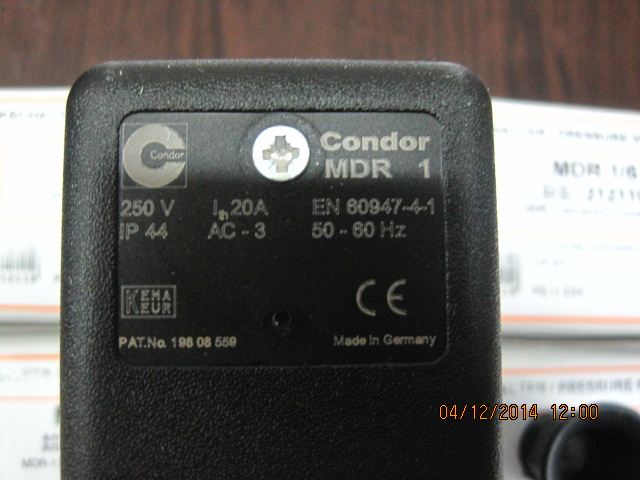 Condor
Condor
MDR 1
250 V Ith 20A EN 60947-4-1
IP 44 AC - 3 50 - 60 Hz
KEMA
KEUR
CE
PAT.No. 198 08 559 Made in Germany
MDR 1/6
04/12/2014 12:00